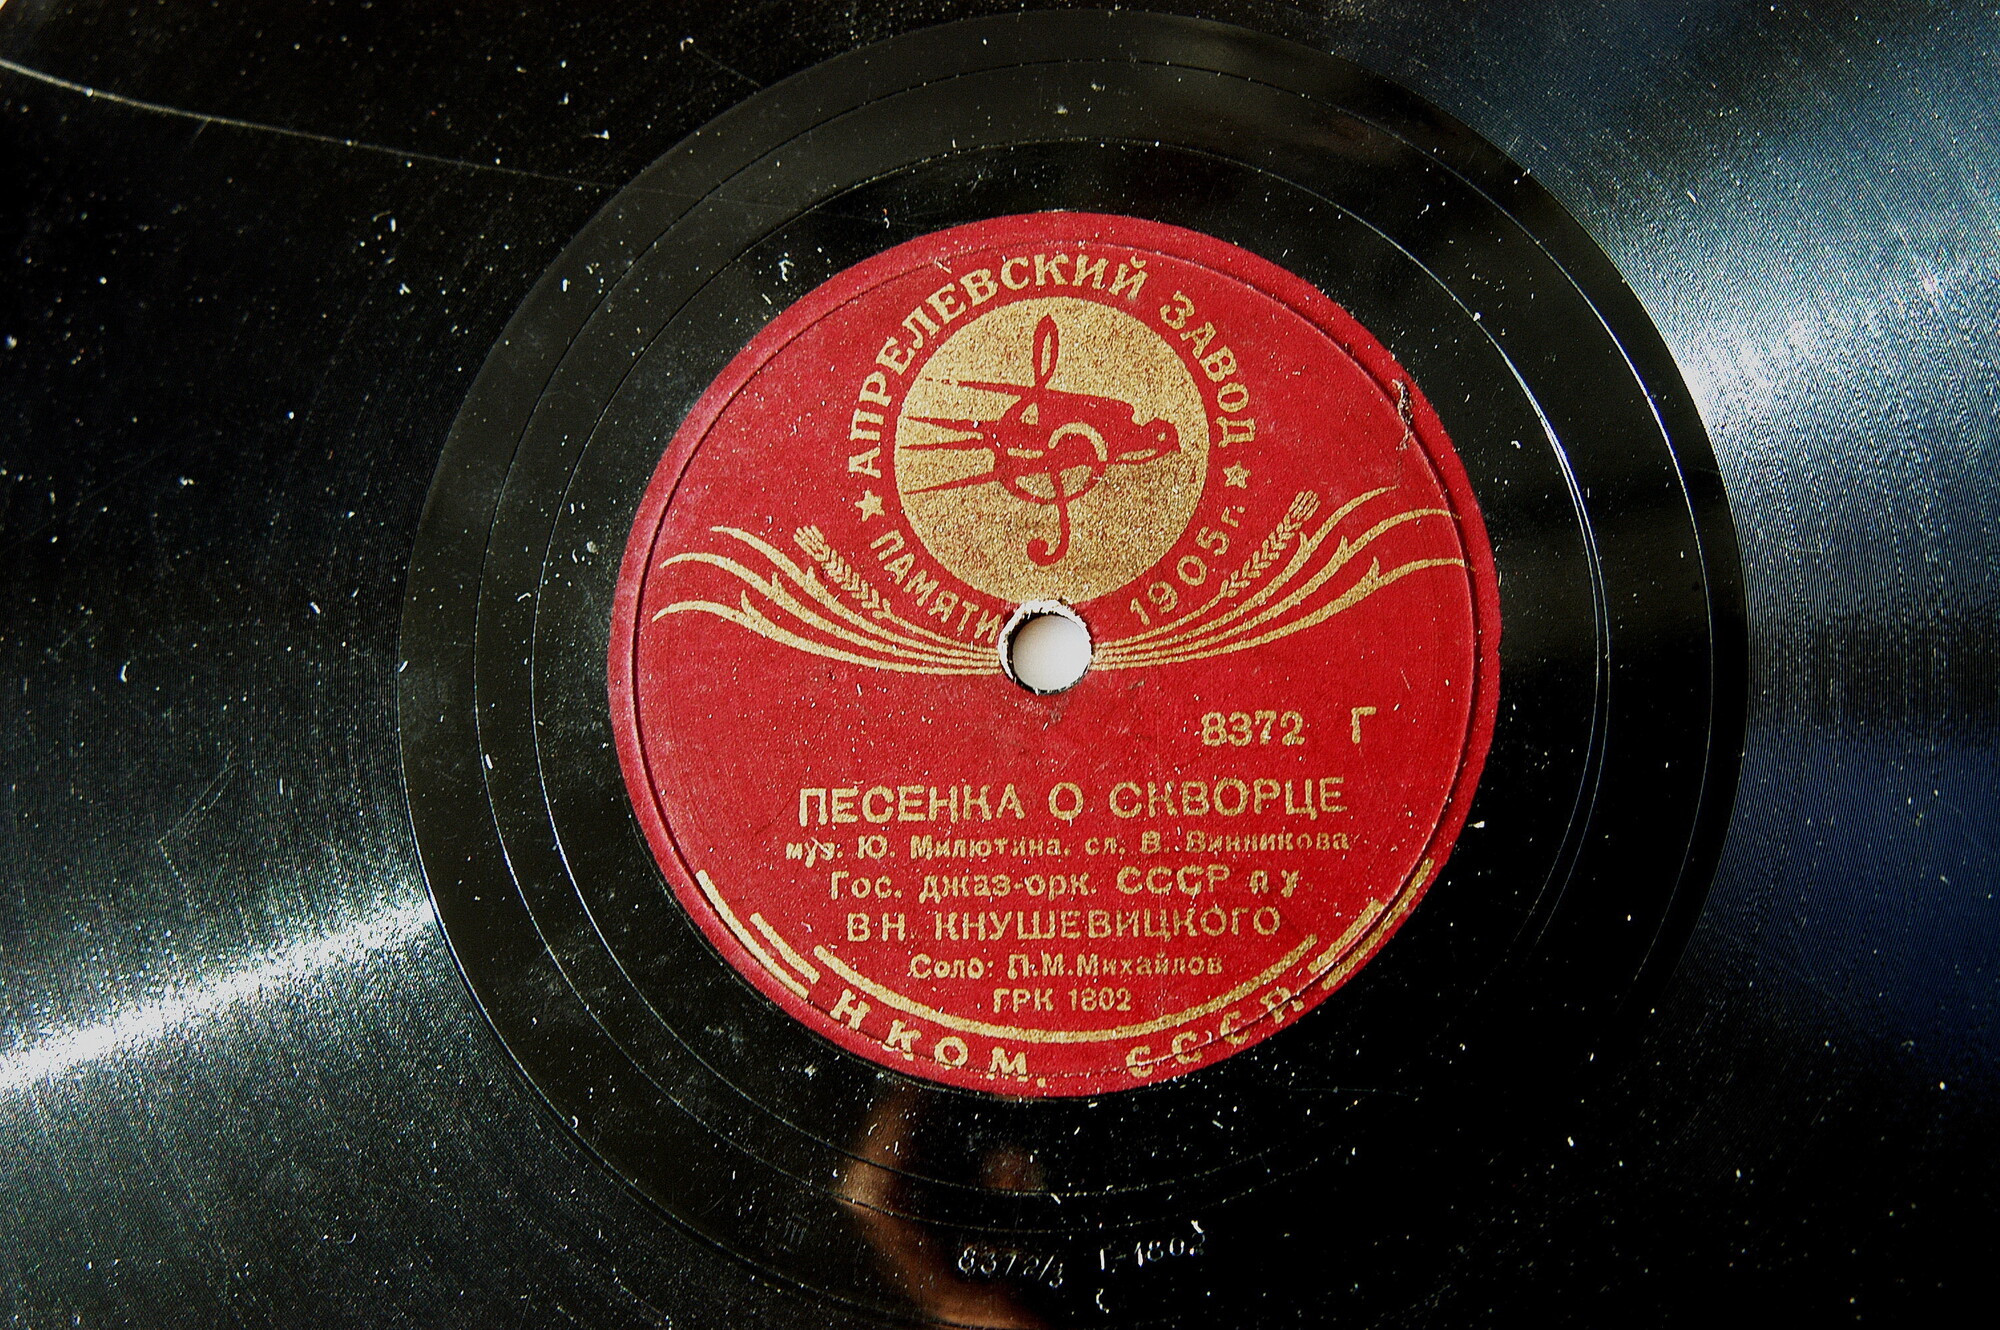 АПРЕЛЕВСКИЙ ЗАВОД
ПАМЯТИ 1905 г.
8372 Г
ПЕСЕНКА О СКВОРЦЕ
муз. Ю. Милютина, сл. В. Винникова
Гос. джаз-орк. СССР п у
В Н. КНУШЕВИЦКОГО
Соло: П.М.Михайлов
ГРК 1802
НКОМ. СССР
8372/3 Г-1802